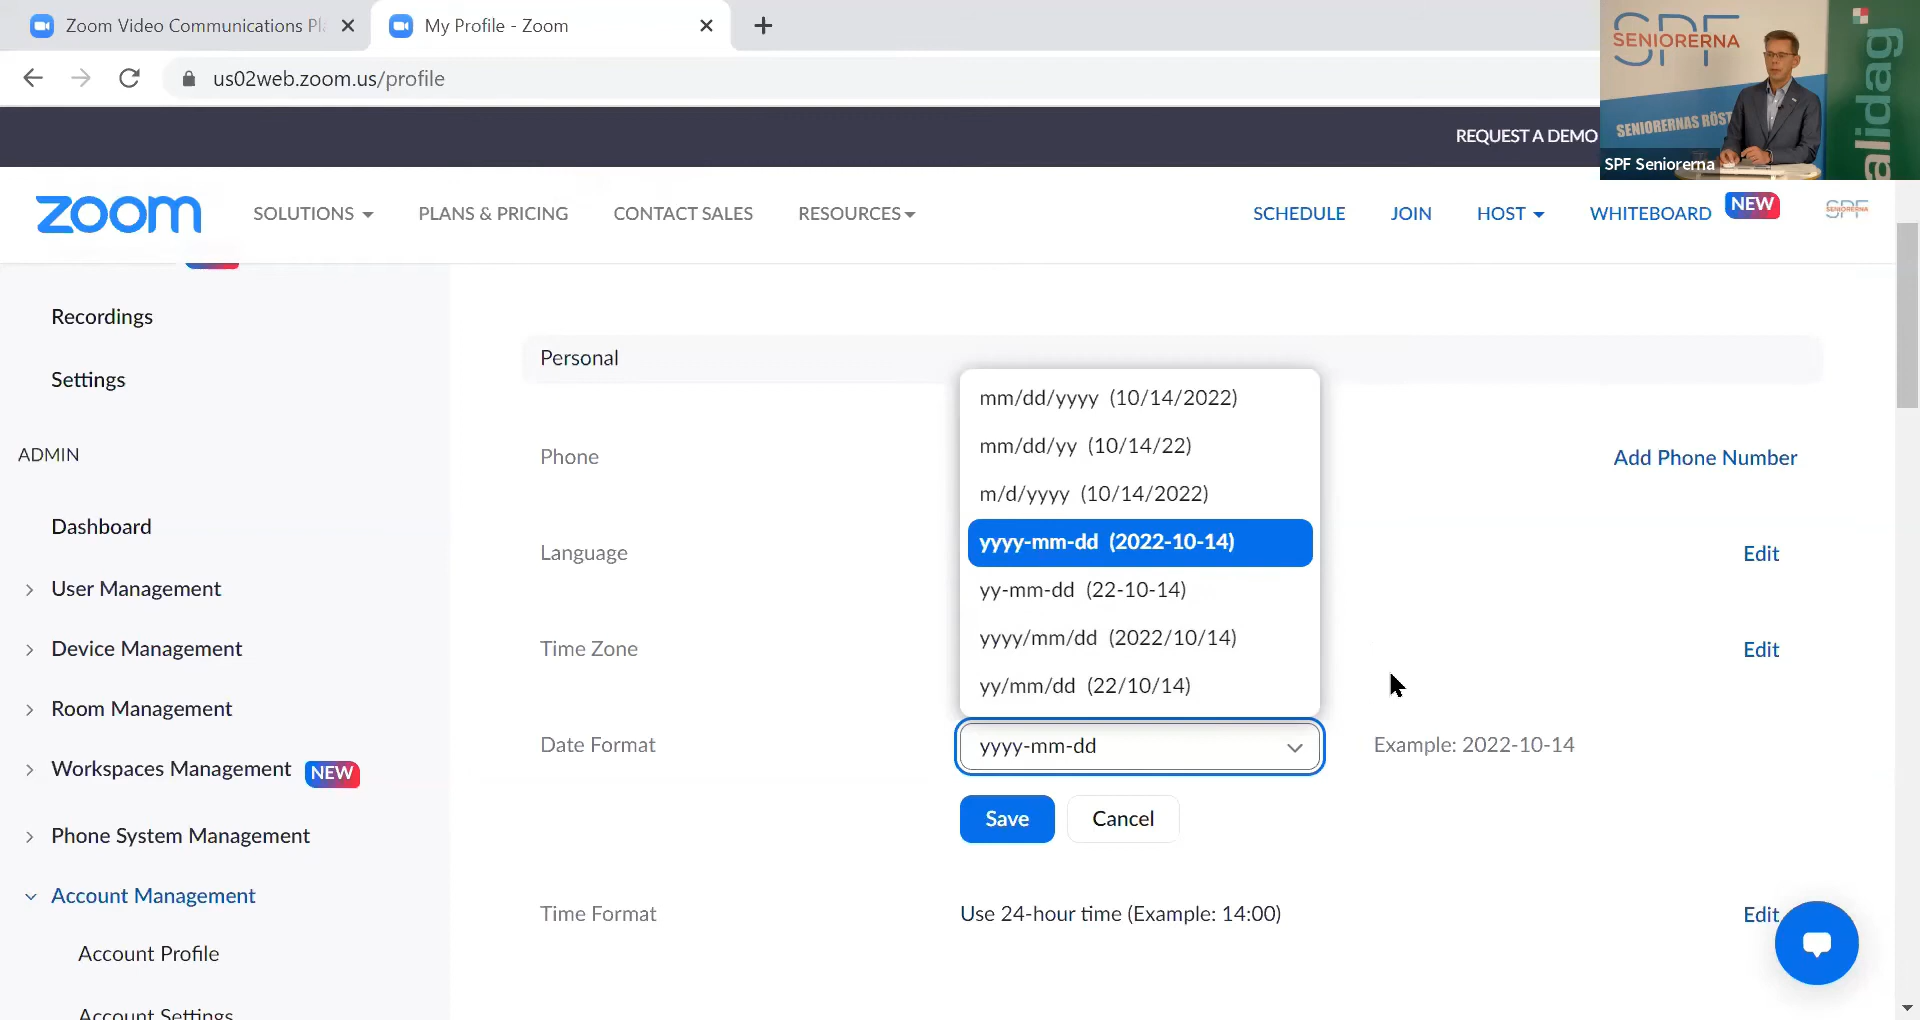 Zoom Video Communications Pl
My Profile - Zoom
us02web.zoom.us/profile
REQUEST A DEMO
SPF
SENIORERNA
SENIORERNAS RÖST
alidag
SPF Seniorerna
zoom
SOLUTIONS
PLANS & PRICING
CONTACT SALES
RESOURCES
SCHEDULE
JOIN
HOST
WHITEBOARD
NEW
SPF
SENIORERNA
Recordings
Settings
ADMIN
Dashboard
User Management
Device Management
Room Management
Workspaces Management NEW
Phone System Management
Account Management
Account Profile
Account Settings
Personal
Phone
Add Phone Number
Language
Edit
Time Zone
Edit
mm/dd/yyyy (10/14/2022)
mm/dd/yy (10/14/22)
m/d/yyyy (10/14/2022)
yyyy-mm-dd (2022-10-14)
yy-mm-dd (22-10-14)
yyyy/mm/dd (2022/10/14)
yy/mm/dd (22/10/14)
Date Format
yyyy-mm-dd
Example: 2022-10-14
Save
Cancel
Time Format
Use 24-hour time (Example: 14:00)
Edit